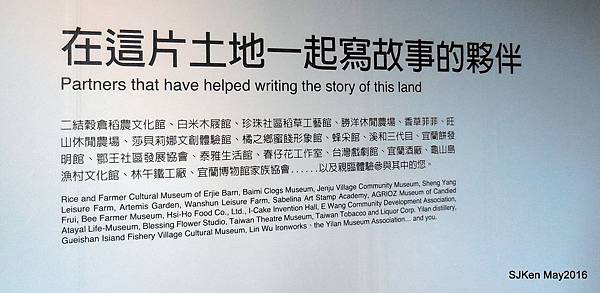 在這片土地一起寫故事的夥伴
Partners that have helped writing the story of this land
二結穀倉稻農文化館、白米木屐館、珍珠社區稻草工藝館、勝洋休閒農場、香草菲菲、旺
山休閒農場、莎貝莉娜文創體驗館、橘之鄉蜜餞形象館、蜂采館、溪和三代目、宜蘭餅發
明館、鄂王社區發展協會、泰雅生活館、春仔花工作室、台灣戲劇館、宜蘭酒廠、龜山島
漁村文化館、林午鐵工廠、宜蘭博物館家族協會......以及視臨體驗參與其中的您。
Rice and Farmer Cultural Museum of Erjie Barn, Baimi Clogs Museum, Jenju Village Community Museum, Sheng Yang
Leisure Farm, Artemis Garden, Wanshun Leisure Farm, Sabelina Art Stamp Academy, AGRIOZ Museum of Candied
Frui, Bee Farmer Museum, Hsi-Ho Food Co., Ltd., I-Cake Invention Hall, E Wang Community Development Association,
Atayal Life-Museum, Blessing Flower Studio, Taiwan Theatre Museum, Taiwan Tobacco and Liquor Corp. Yilan distillery,
Gueishan Island Fishery Village Cultural Museum, Lin Wu Ironworks、the Yilan Museum Association... and you.
SJKen May2016